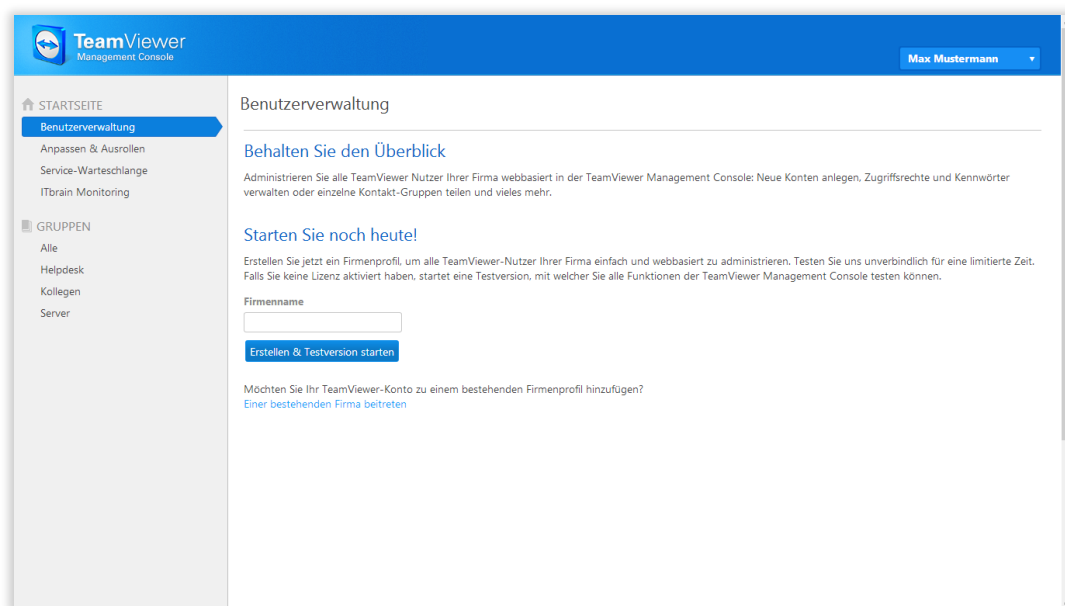 TeamViewer
Management Console
Max Mustermann
STARTSEITE
Benutzerverwaltung
Anpassen & Ausrollen
Service-Warteschlange
ITbrain Monitoring
GRUPPEN
Alle
Helpdesk
Kollegen
Server
Benutzerverwaltung
Behalten Sie den Überblick
Administrieren Sie alle TeamViewer Nutzer Ihrer Firma webbasiert in der TeamViewer Management Console: Neue Konten anlegen, Zugriffsrechte und Kennwörter
verwalten oder einzelne Kontakt-Gruppen teilen und vieles mehr.
Starten Sie noch heute!
Erstellen Sie jetzt ein Firmenprofil, um alle TeamViewer-Nutzer Ihrer Firma einfach und webbasiert zu administrieren. Testen Sie uns unverbindlich für eine limitierte Zeit.
Falls Sie keine Lizenz aktiviert haben, startet eine Testversion, mit welcher Sie alle Funktionen der TeamViewer Management Console testen können.
Firmenname
Erstellen & Testversion starten
Möchten Sie Ihr TeamViewer-Konto zu einem bestehenden Firmenprofil hinzufügen?
Einer bestehenden Firma beitreten